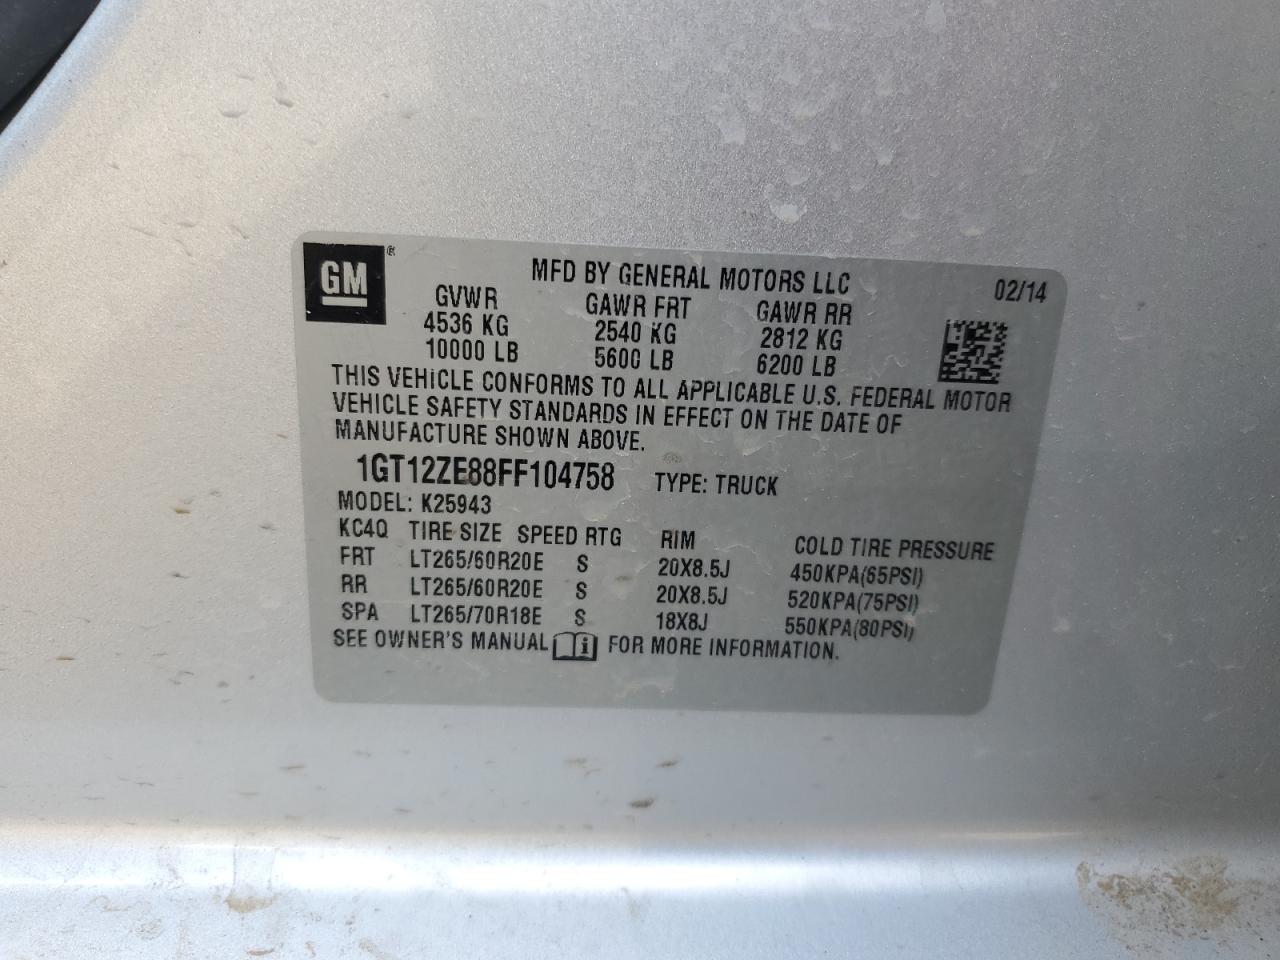 GM ®
MFD BY GENERAL MOTORS LLC 02/14
GVWR GAWR FRT GAWR RR
4536 KG 2540 KG 2812 KG
10000 LB 5600 LB 6200 LB
THIS VEHICLE CONFORMS TO ALL APPLICABLE U.S. FEDERAL MOTOR
VEHICLE SAFETY STANDARDS IN EFFECT ON THE DATE OF
MANUFACTURE SHOWN ABOVE.
1GT12ZE88FF104758 TYPE: TRUCK
MODEL: K25943
KC4Q TIRE SIZE SPEED RTG RIM COLD TIRE PRESSURE
FRT LT265/60R20E S 20X8.5J 450KPA(65PSI)
RR LT265/60R20E S 20X8.5J 520KPA(75PSI)
SPA LT265/70R18E S 18X8J 550KPA(80PSI)
SEE OWNER'S MANUAL i FOR MORE INFORMATION.